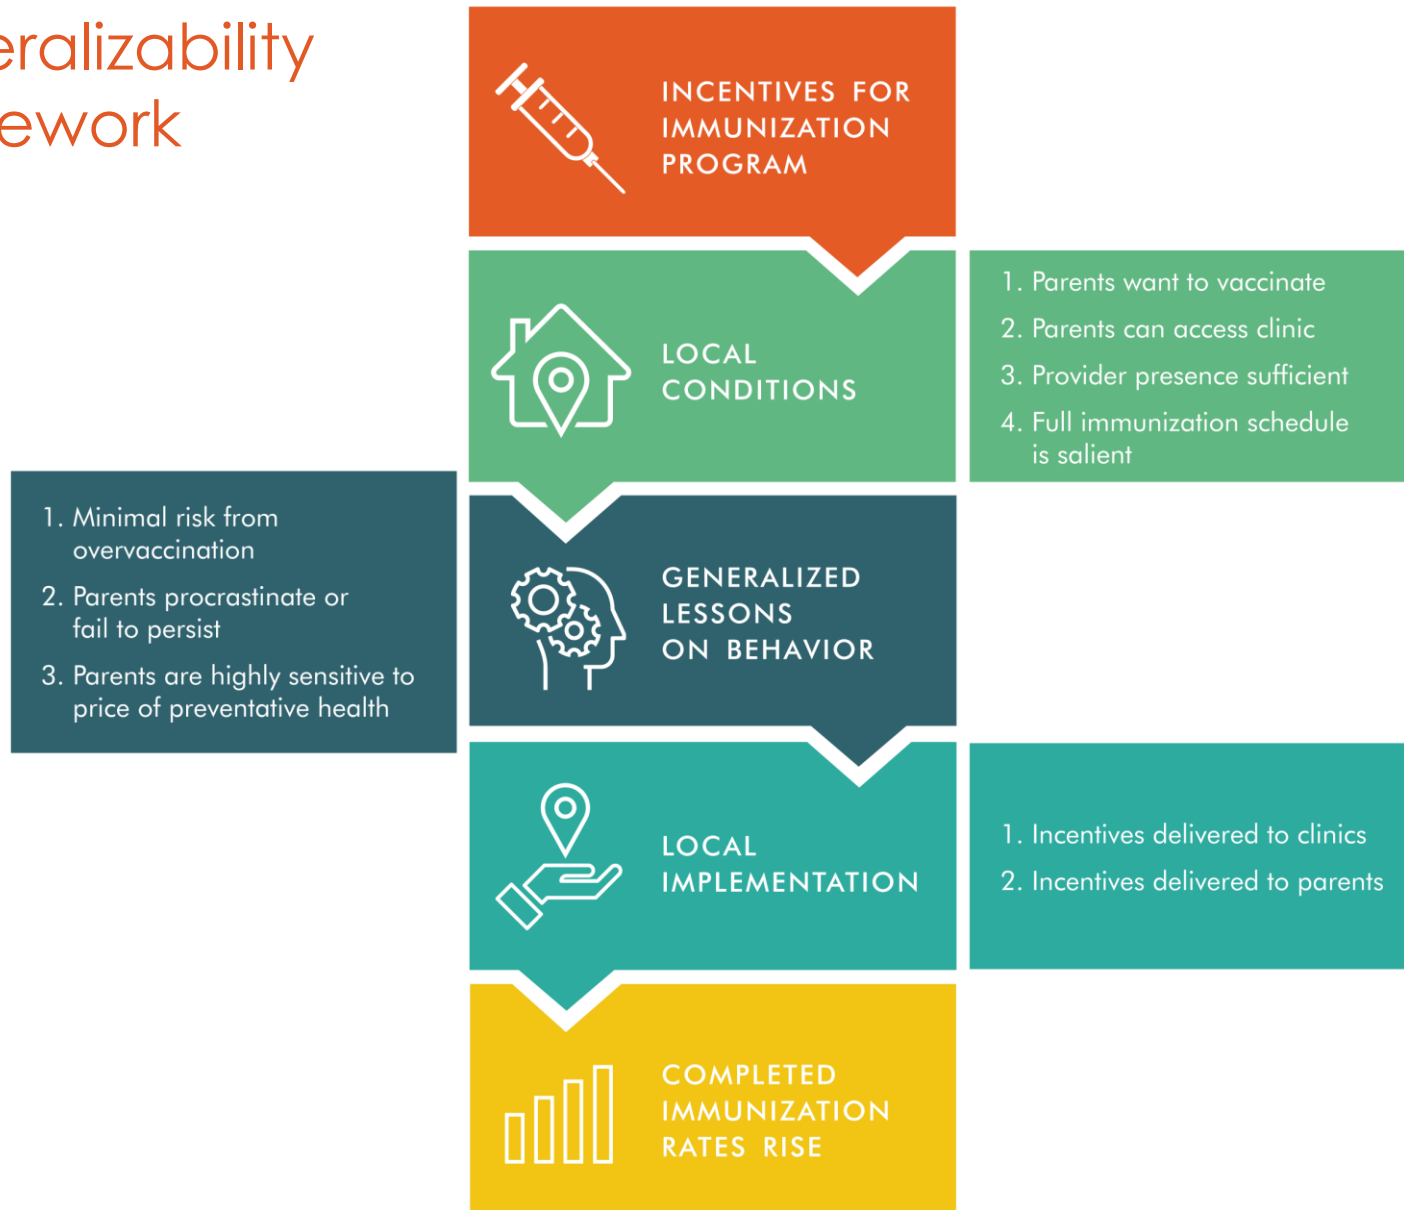 eralizability
ework
INCENTIVES FOR
IMMUNIZATION
PROGRAM
LOCAL
CONDITIONS
1. Parents want to vaccinate
2. Parents can access clinic
3. Provider presence sufficient
4. Full immunization schedule
is salient
1. Minimal risk from
overvaccination
2. Parents procrastinate or
fail to persist
3. Parents are highly sensitive to
price of preventative health
GENERALIZED
LESSONS
ON BEHAVIOR
LOCAL
IMPLEMENTATION
1. Incentives delivered to clinics
2. Incentives delivered to parents
COMPLETED
IMMUNIZATION
RATES RISE